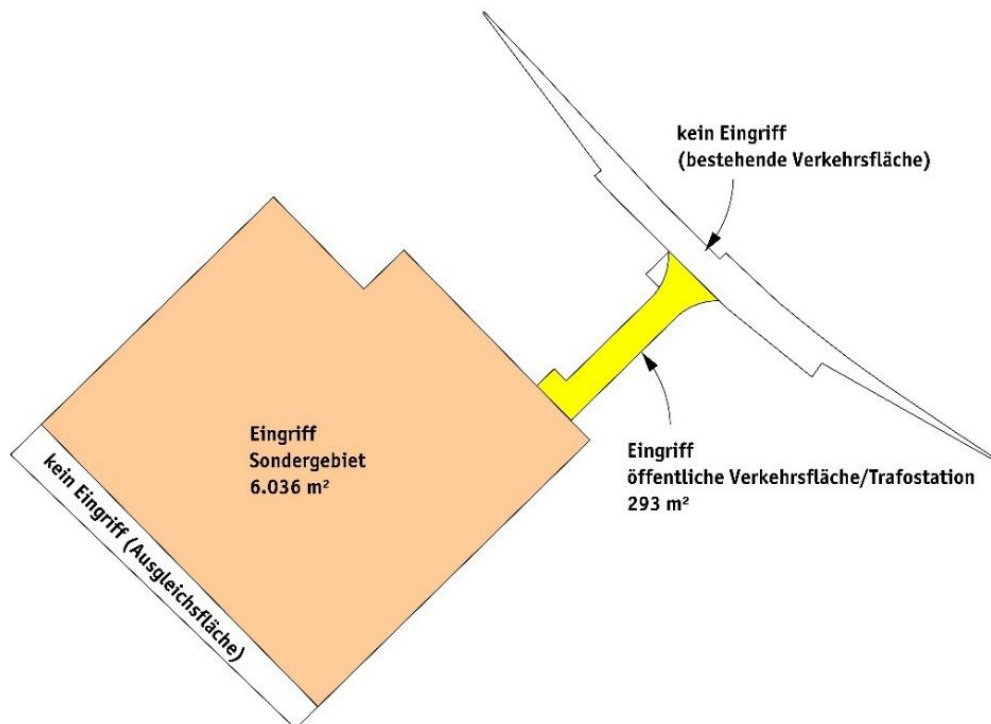 kein Eingriff
(bestehende Verkehrsfläche)
Eingriff
Sondergebiet
6.036 m²
Eingriff
öffentliche Verkehrsfläche/Trafostation
293 m²
kein Eingriff (Ausgleichsfläche)